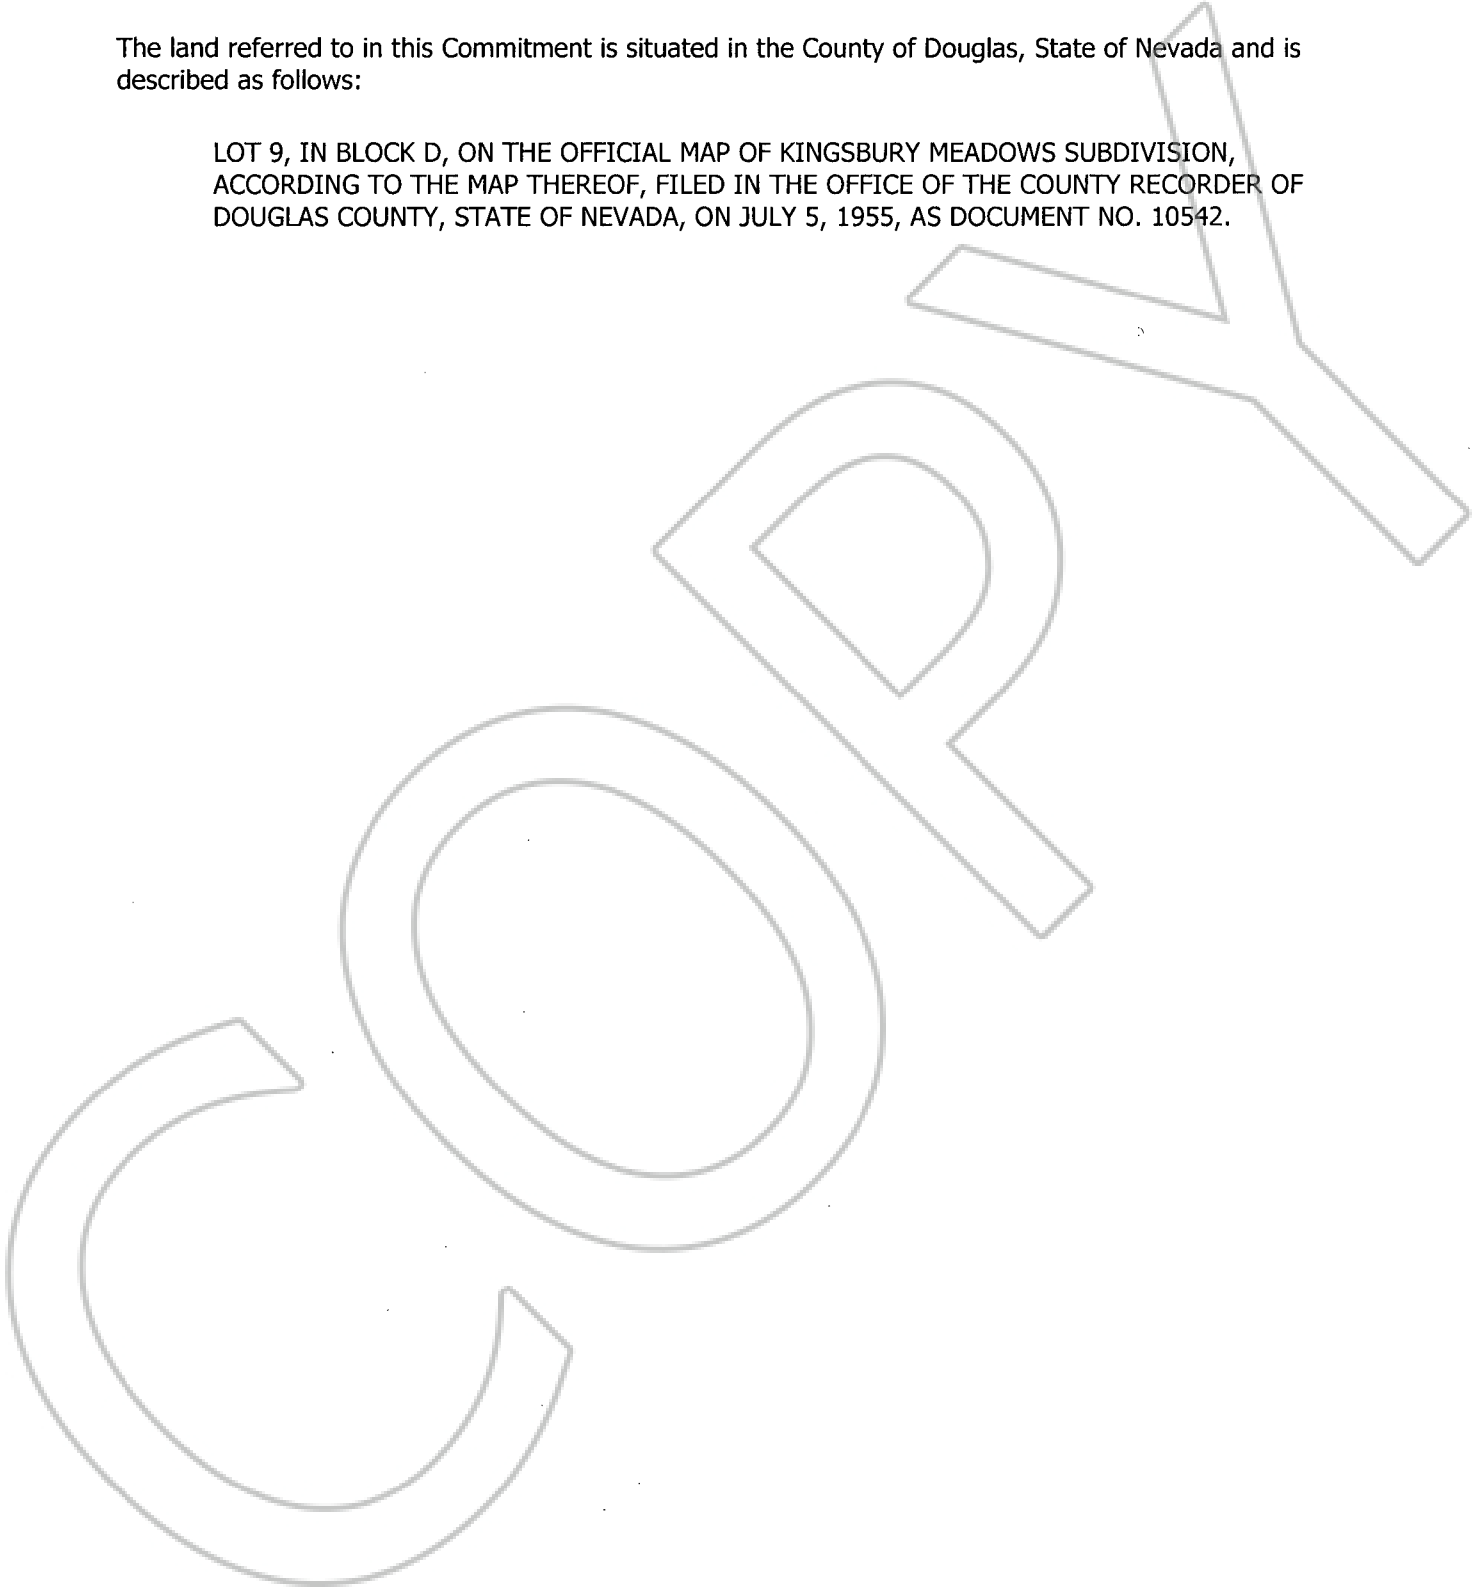 The land referred to in this Commitment is situated in the County of Douglas, State of Nevada and is
described as follows:
LOT 9, IN BLOCK D, ON THE OFFICIAL MAP OF KINGSBURY MEADOWS SUBDIVISION,
ACCORDING TO THE MAP THEREOF, FILED IN THE OFFICE OF THE COUNTY RECORDER OF
DOUGLAS COUNTY, STATE OF NEVADA, ON JULY 5, 1955, AS DOCUMENT NO. 10542.
COPY